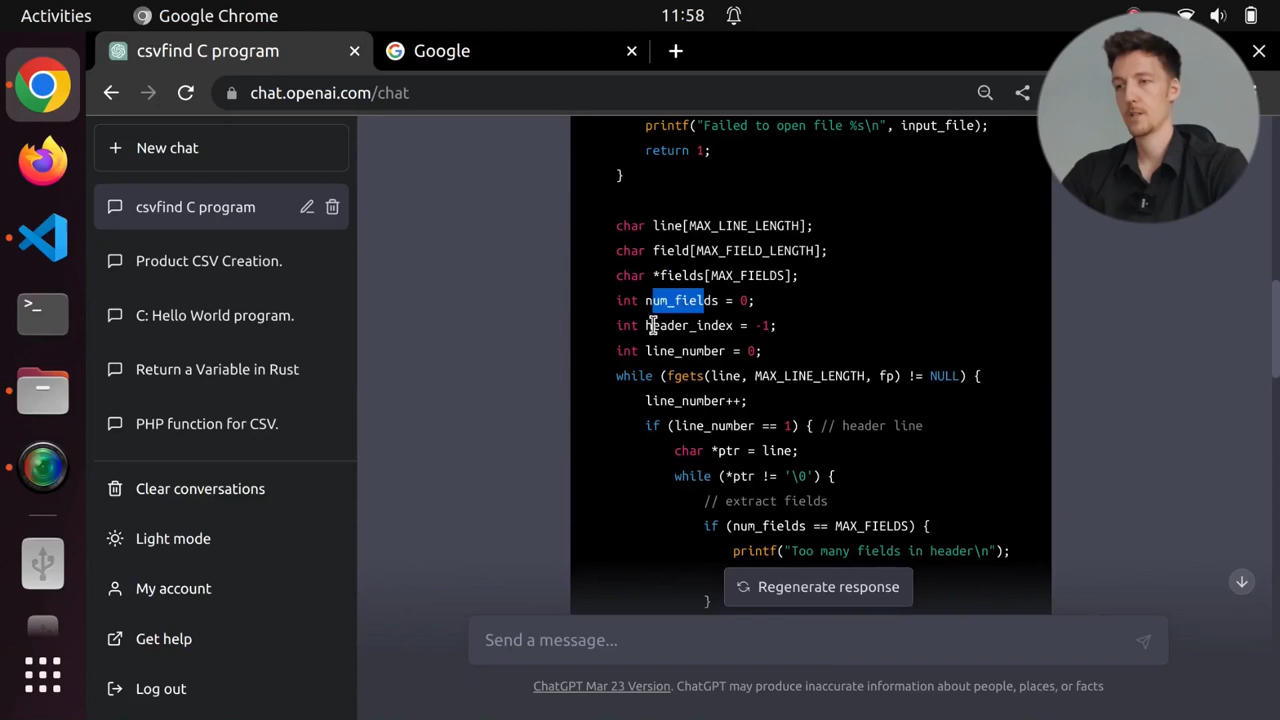 Activities
Google Chrome
11:58
csvfind C program
Google
chat.openai.com/chat
New chat
csvfind C program
Product CSV Creation.
C: Hello World program.
Return a Variable in Rust
PHP function for CSV.
Clear conversations
Light mode
My account
Get help
Log out
printf("Failed to open file %s\n", input_file);
return 1;
}
char line[MAX_LINE_LENGTH];
char field[MAX_FIELD_LENGTH];
char *fields[MAX_FIELDS];
int num_fields = 0;
int header_index = -1;
int line_number = 0;
while (fgets(line, MAX_LINE_LENGTH, fp) != NULL) {
line_number++;
if (line_number == 1) { // header line
char *ptr = line;
while (*ptr != '\0') {
// extract fields
if (num_fields == MAX_FIELDS) {
printf("Too many fields in header\n");
}
Regenerate response
Send a message...
ChatGPT Mar 23 Version. ChatGPT may produce inaccurate information about people, places, or facts